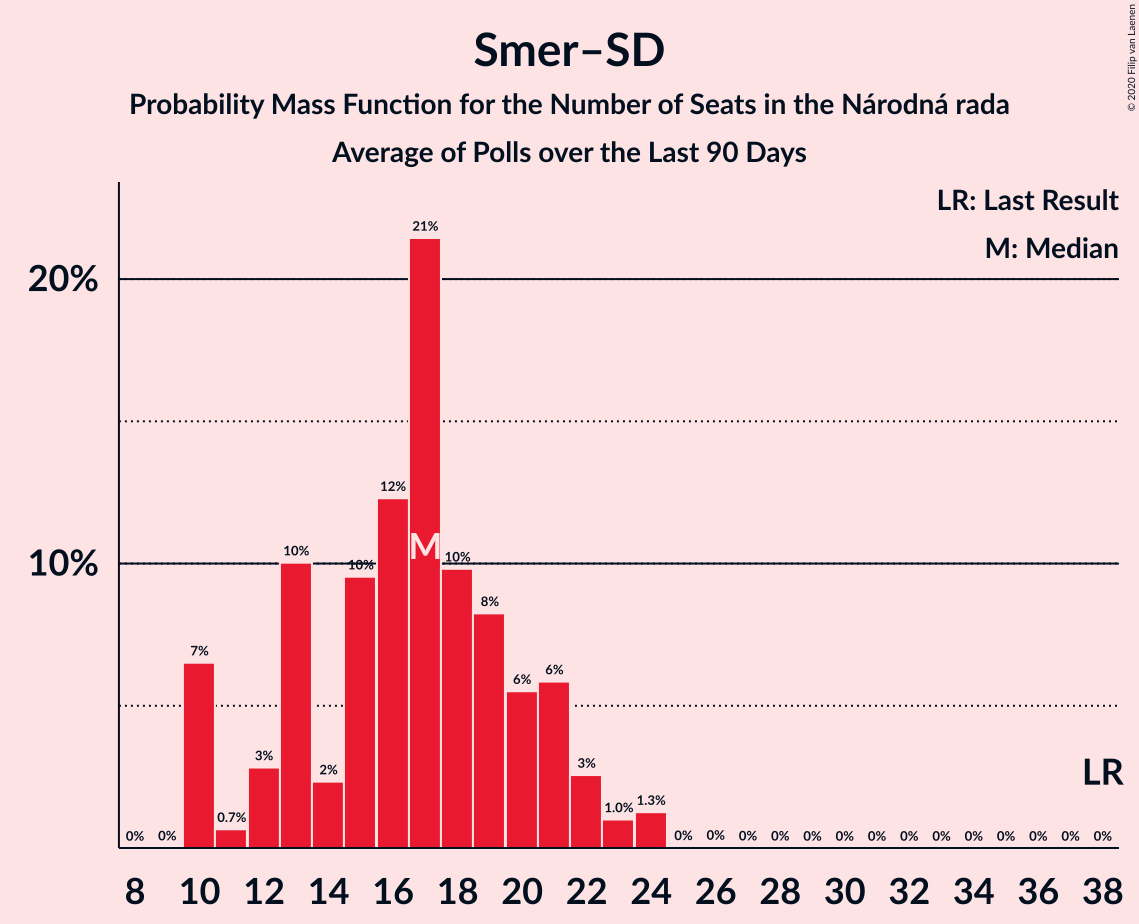 © 2020 Filip van Laenen
Smer–SD
Probability Mass Function for the Number of Seats in the Národná rada
Average of Polls over the Last 90 Days
LR: Last Result
M: Median
20%
10%
0% 0% 7% 0.7% 3% 10% 2% 10% 12% 21% 10% 8% 6% 6% 3% 1.0% 1.3% 0% 0% 0% 0% 0% 0% 0% 0% 0% 0% 0% 0% 0% 0%
M
LR
8 10 12 14 16 18 20 22 24 26 28 30 32 34 36 38